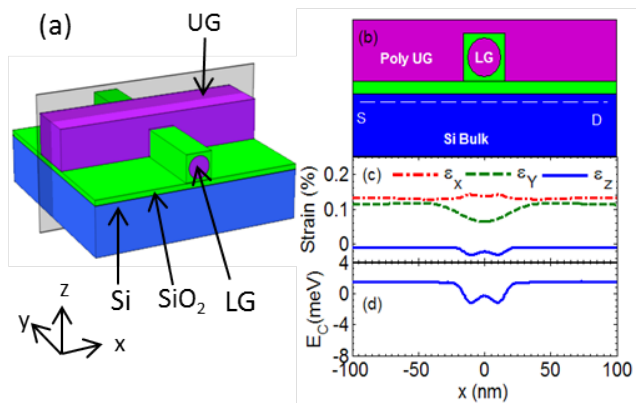 (a)
UG
Si
SiO₂
LG
z
y
x
(b)
Poly UG
LG
S
D
Si Bulk
(c)
εx
εY
εz
Strain (%)
0.2
0.1
0
(d)
EC(meV)
4
0
-4
-8
-100
-50
0
50
100
x (nm)